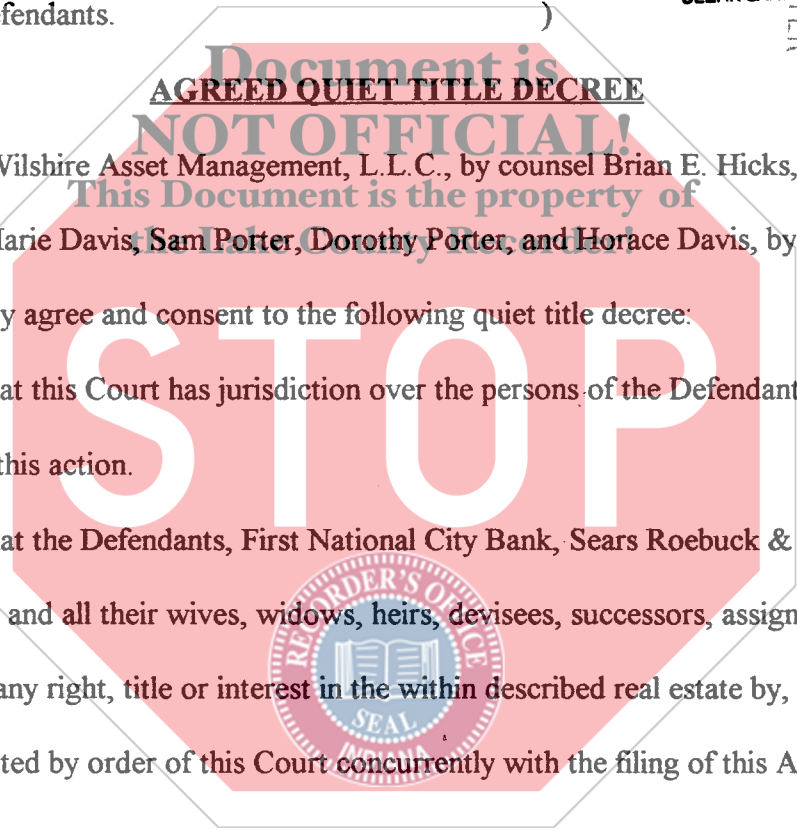 fendants. )
Document is
AGREED QUIET TITLE DECREE
NOT OFFICIAL!
Wilshire Asset Management, L.L.C., by counsel Brian E. Hicks,
This Document is the property of
Marie Davis, Sam Porter, Dorothy Porter, and Horace Davis, by
the Lake County Recorder!
y agree and consent to the following quiet title decree:
at this Court has jurisdiction over the persons of the Defendant
STOP
this action.
at the Defendants, First National City Bank, Sears Roebuck &
RECORDER'S OFFICE
and all their wives, widows, heirs, devisees, successors, assign
any right, title or interest in the within described real estate by,
SEAL
INDIANA
ted by order of this Court concurrently with the filing of this A